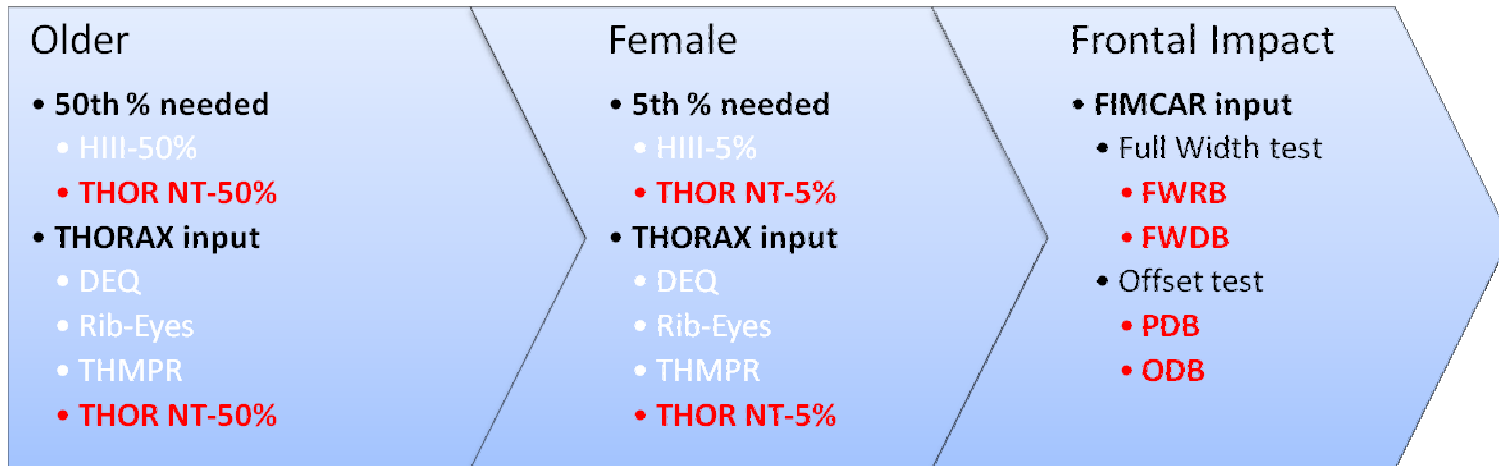 Older
• 50th % needed
• HIII-50%
• THOR NT-50%
• THORAX input
• DEQ
• Rib-Eyes
• THMPR
• THOR NT-50%
Female
• 5th % needed
• HIII-5%
• THOR NT-5%
• THORAX input
• DEQ
• Rib-Eyes
• THMPR
• THOR NT-5%
Frontal Impact
• FIMCAR input
• Full Width test
• FWRB
• FWDB
• Offset test
• PDB
• ODB